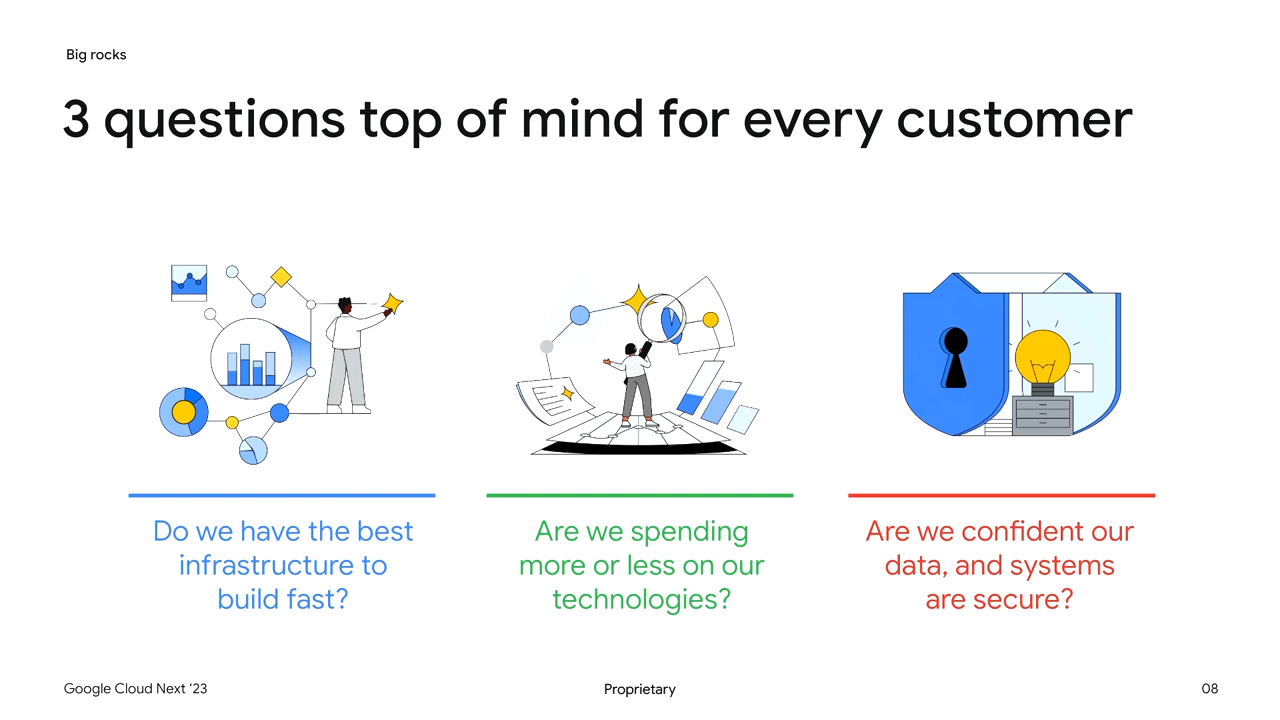 Big rocks
3 questions top of mind for every customer
Do we have the best
infrastructure to
build fast?
Are we spending
more or less on our
technologies?
Are we confident our
data, and systems
are secure?
Google Cloud Next ‘23
Proprietary
08